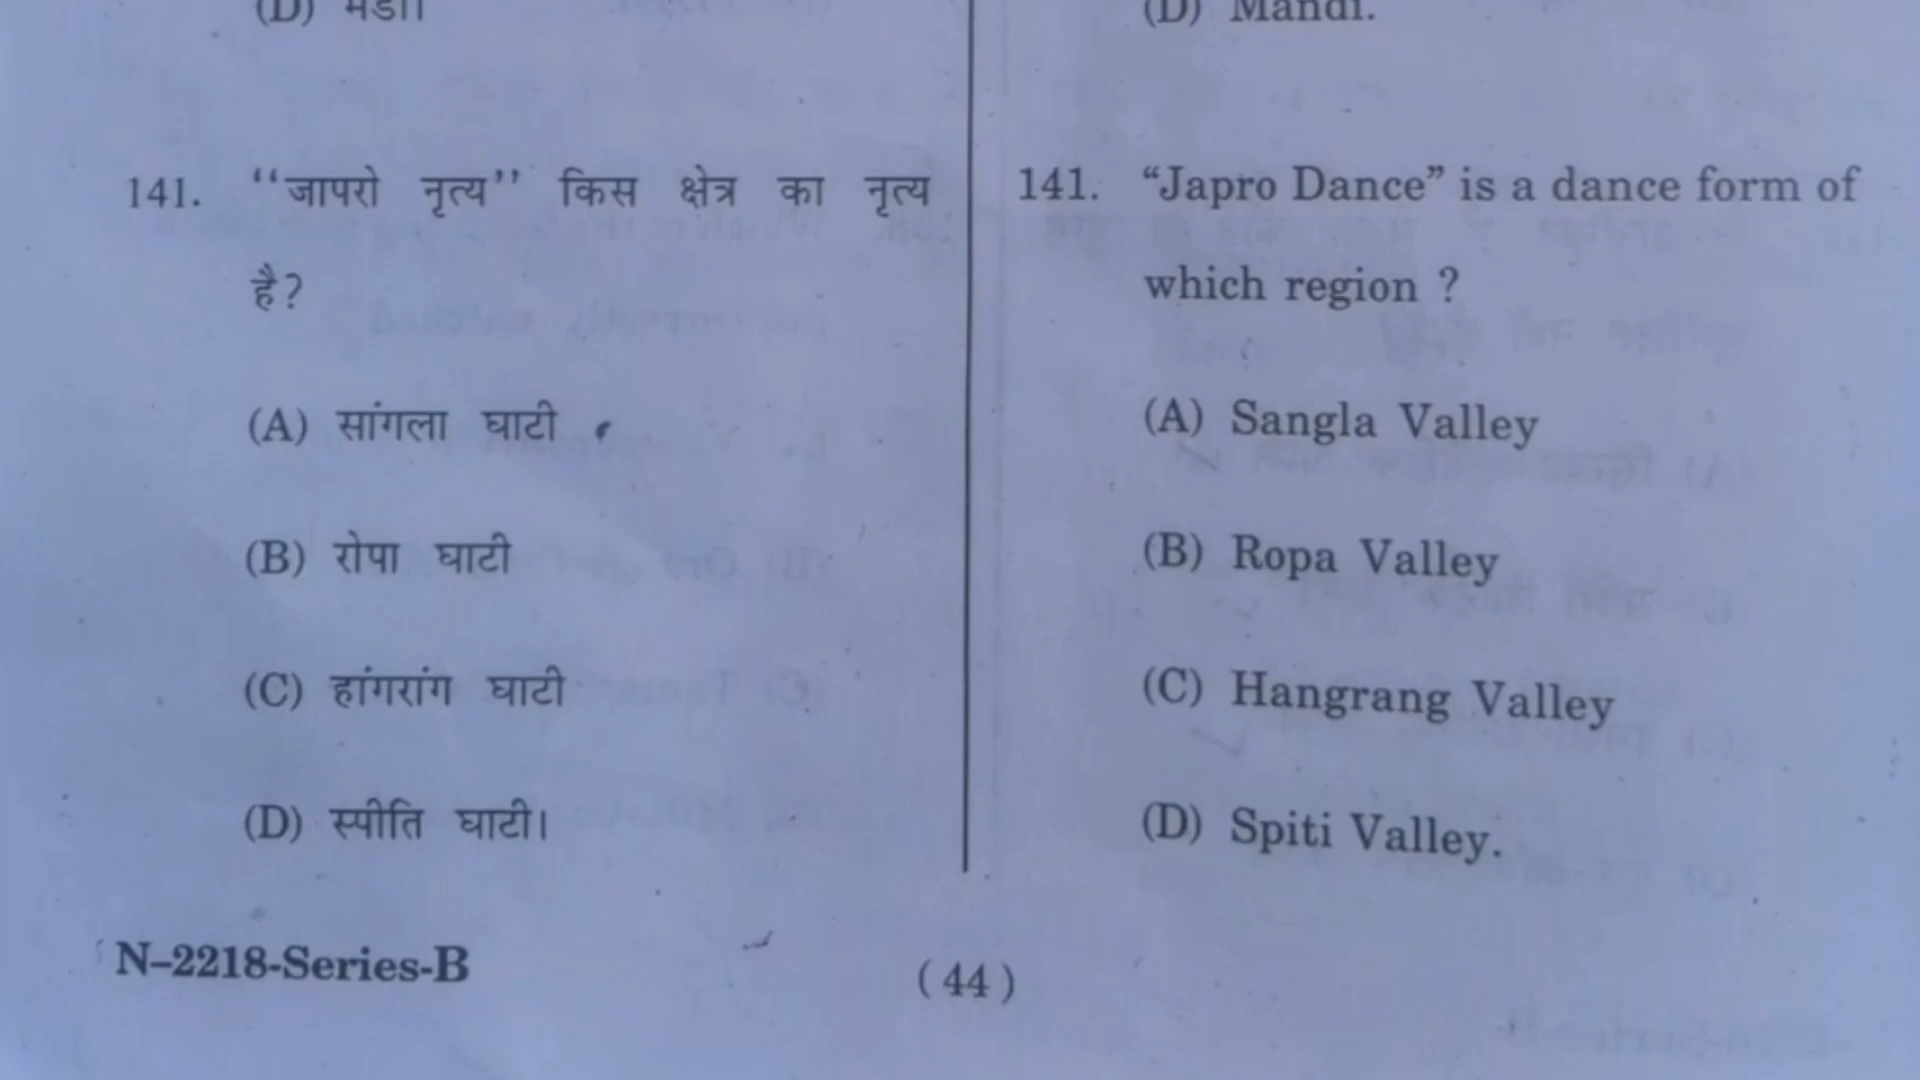 (D) मंडी।
141. ‘‘जापरो नृत्य’’ किस क्षेत्र का नृत्य
है?
(A) सांगला घाटी
(B) रोपा घाटी
(C) हांगरांग घाटी
(D) स्पीति घाटी।
(D) Mandi.
141. “Japro Dance” is a dance form of
which region ?
(A) Sangla Valley
(B) Ropa Valley
(C) Hangrang Valley
(D) Spiti Valley.
N–2218-Series-B
( 44 )